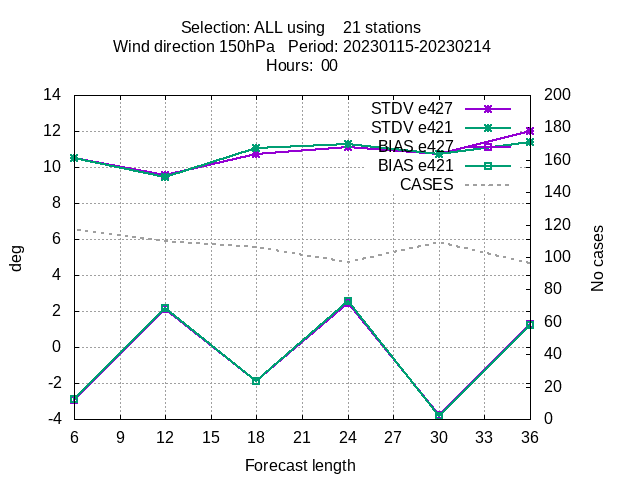 Selection: ALL using    21 stations
Wind direction 150hPa   Period: 20230115-20230214
Hours:  00
14
12
10
8
6
4
2
0
-2
-4
deg
200
180
160
140
120
100
80
60
40
20
0
No cases
STDV e427
STDV e421
BIAS e427
BIAS e421
CASES
6 9 12 15 18 21 24 27 30 33 36
Forecast length